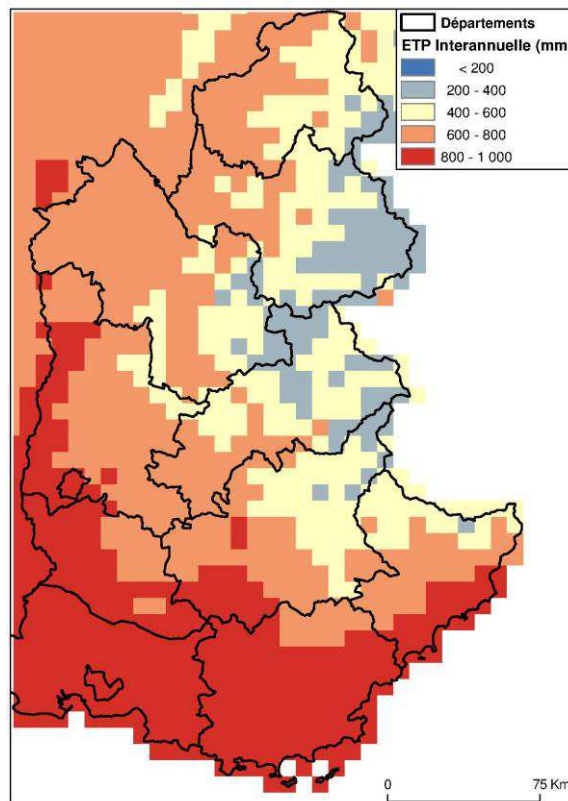 Départements
ETP Interannuelle (mm
< 200
200 - 400
400 - 600
600 - 800
800 - 1 000
0 75 Km